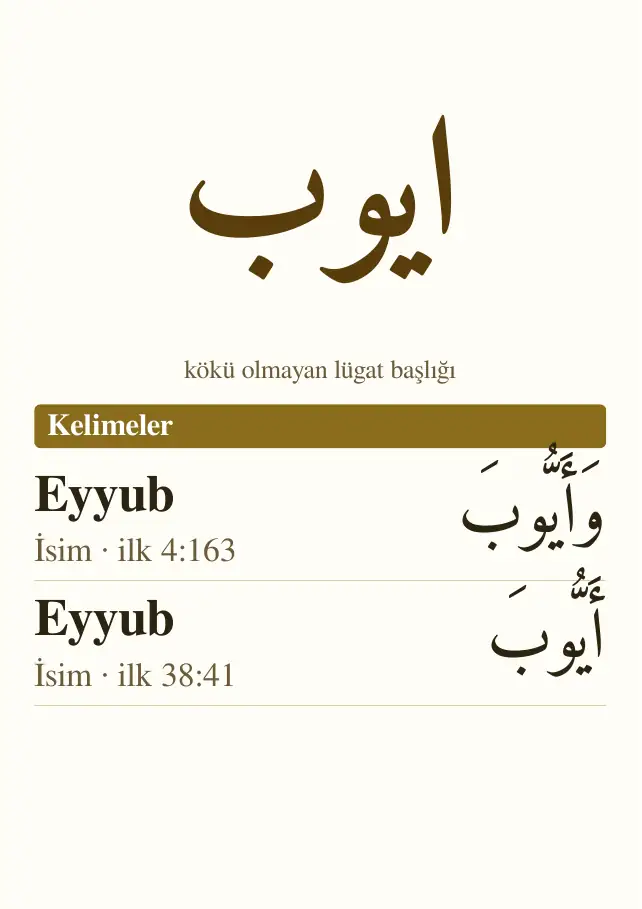 ايوب
kökü olmayan lügat başlığı
Kelimeler
Eyyub وَأَيُّوبَ
İsim · ilk 4:163
Eyyub أَيُّوبَ
İsim · ilk 38:41